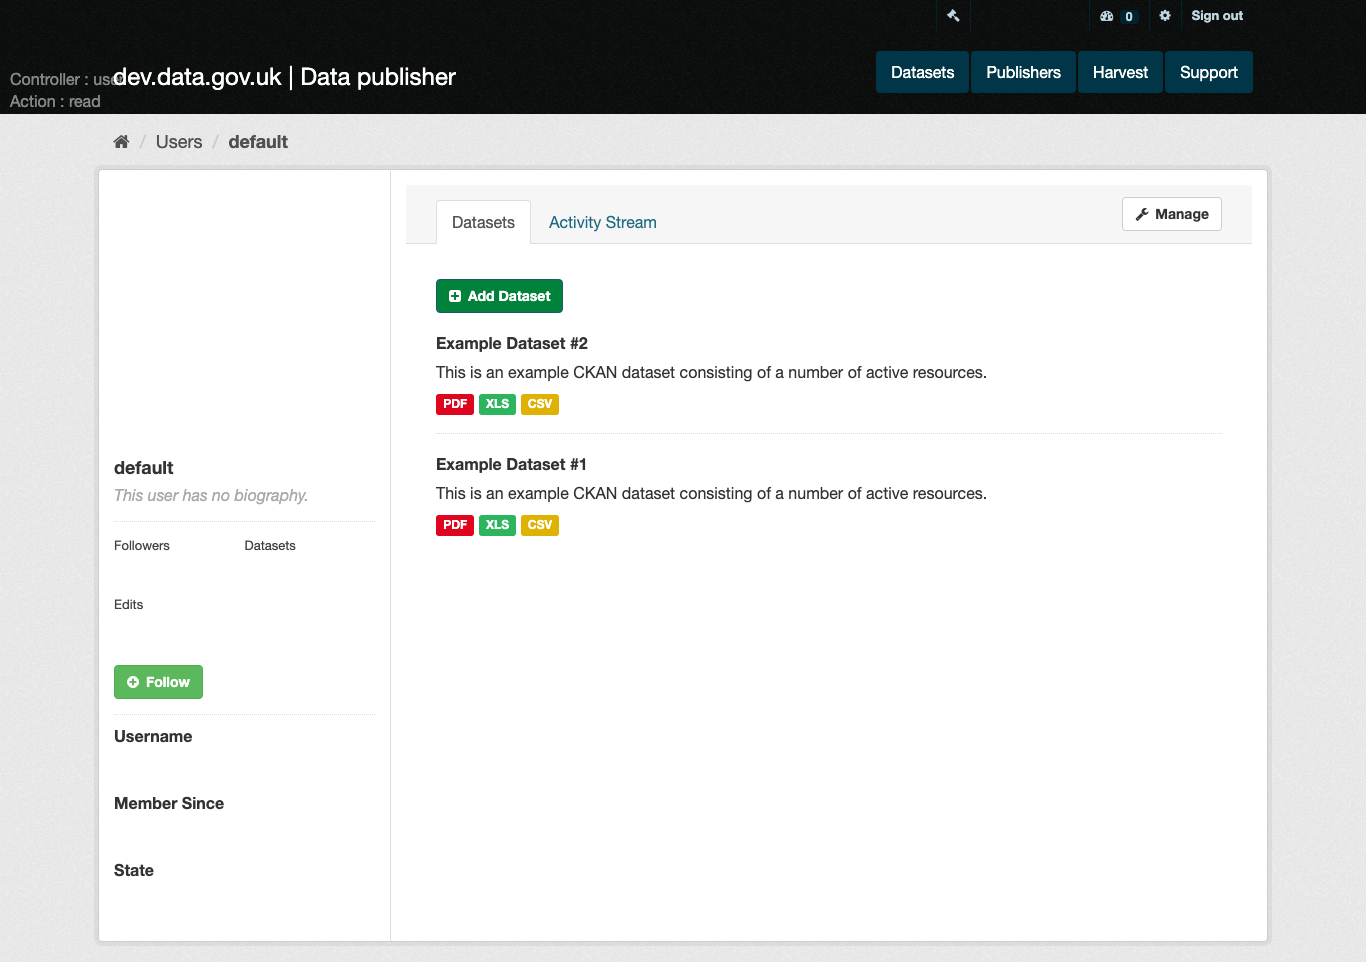 0
Sign out
Controller : user
Action : read
dev.data.gov.uk | Data publisher
Datasets
Publishers
Harvest
Support
/ Users / default
Datasets
Activity Stream
Manage
Add Dataset
Example Dataset #2
This is an example CKAN dataset consisting of a number of active resources.
PDF XLS CSV
Example Dataset #1
This is an example CKAN dataset consisting of a number of active resources.
PDF XLS CSV
default
This user has no biography.
Followers
Datasets
Edits
Follow
Username
Member Since
State